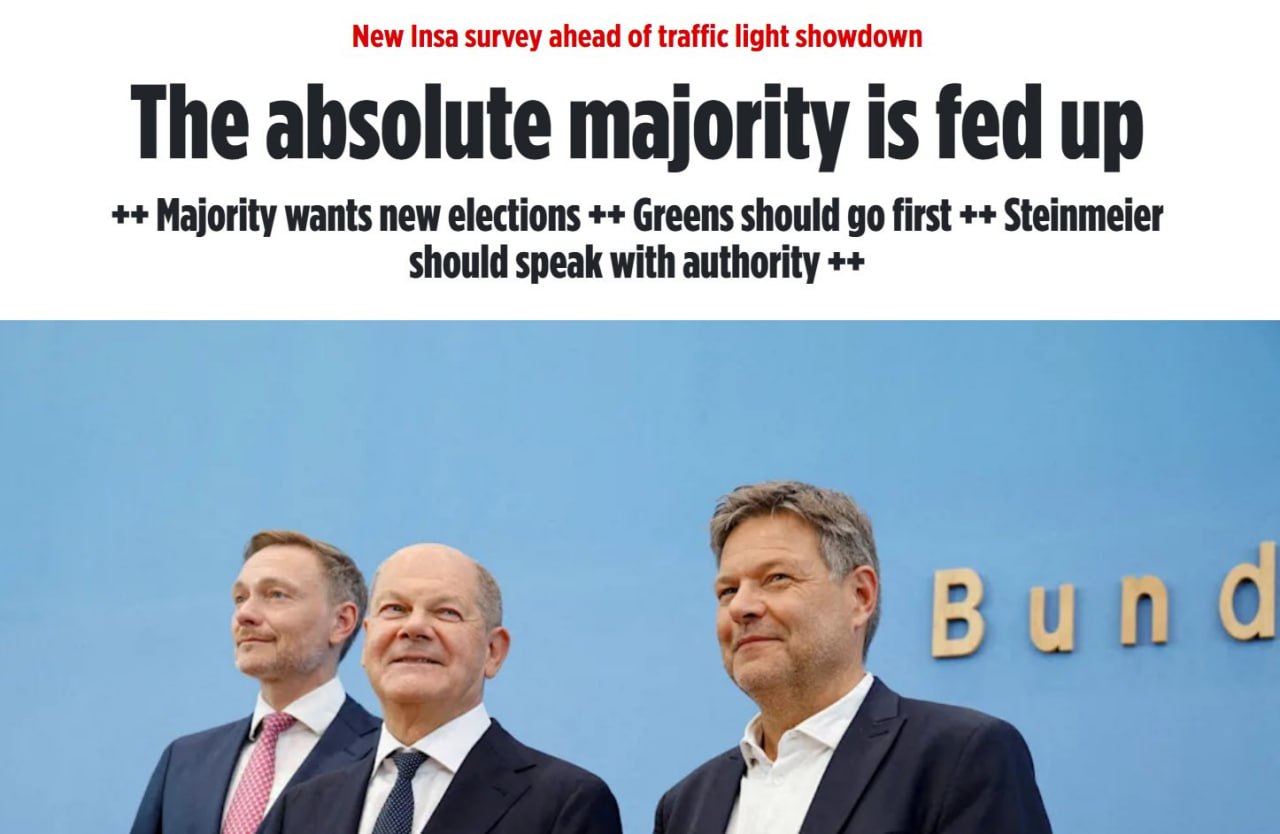 New Insa survey ahead of traffic light showdown
The absolute majority is fed up
++ Majority wants new elections ++ Greens should go first ++ Steinmeier
should speak with authority ++
Bund